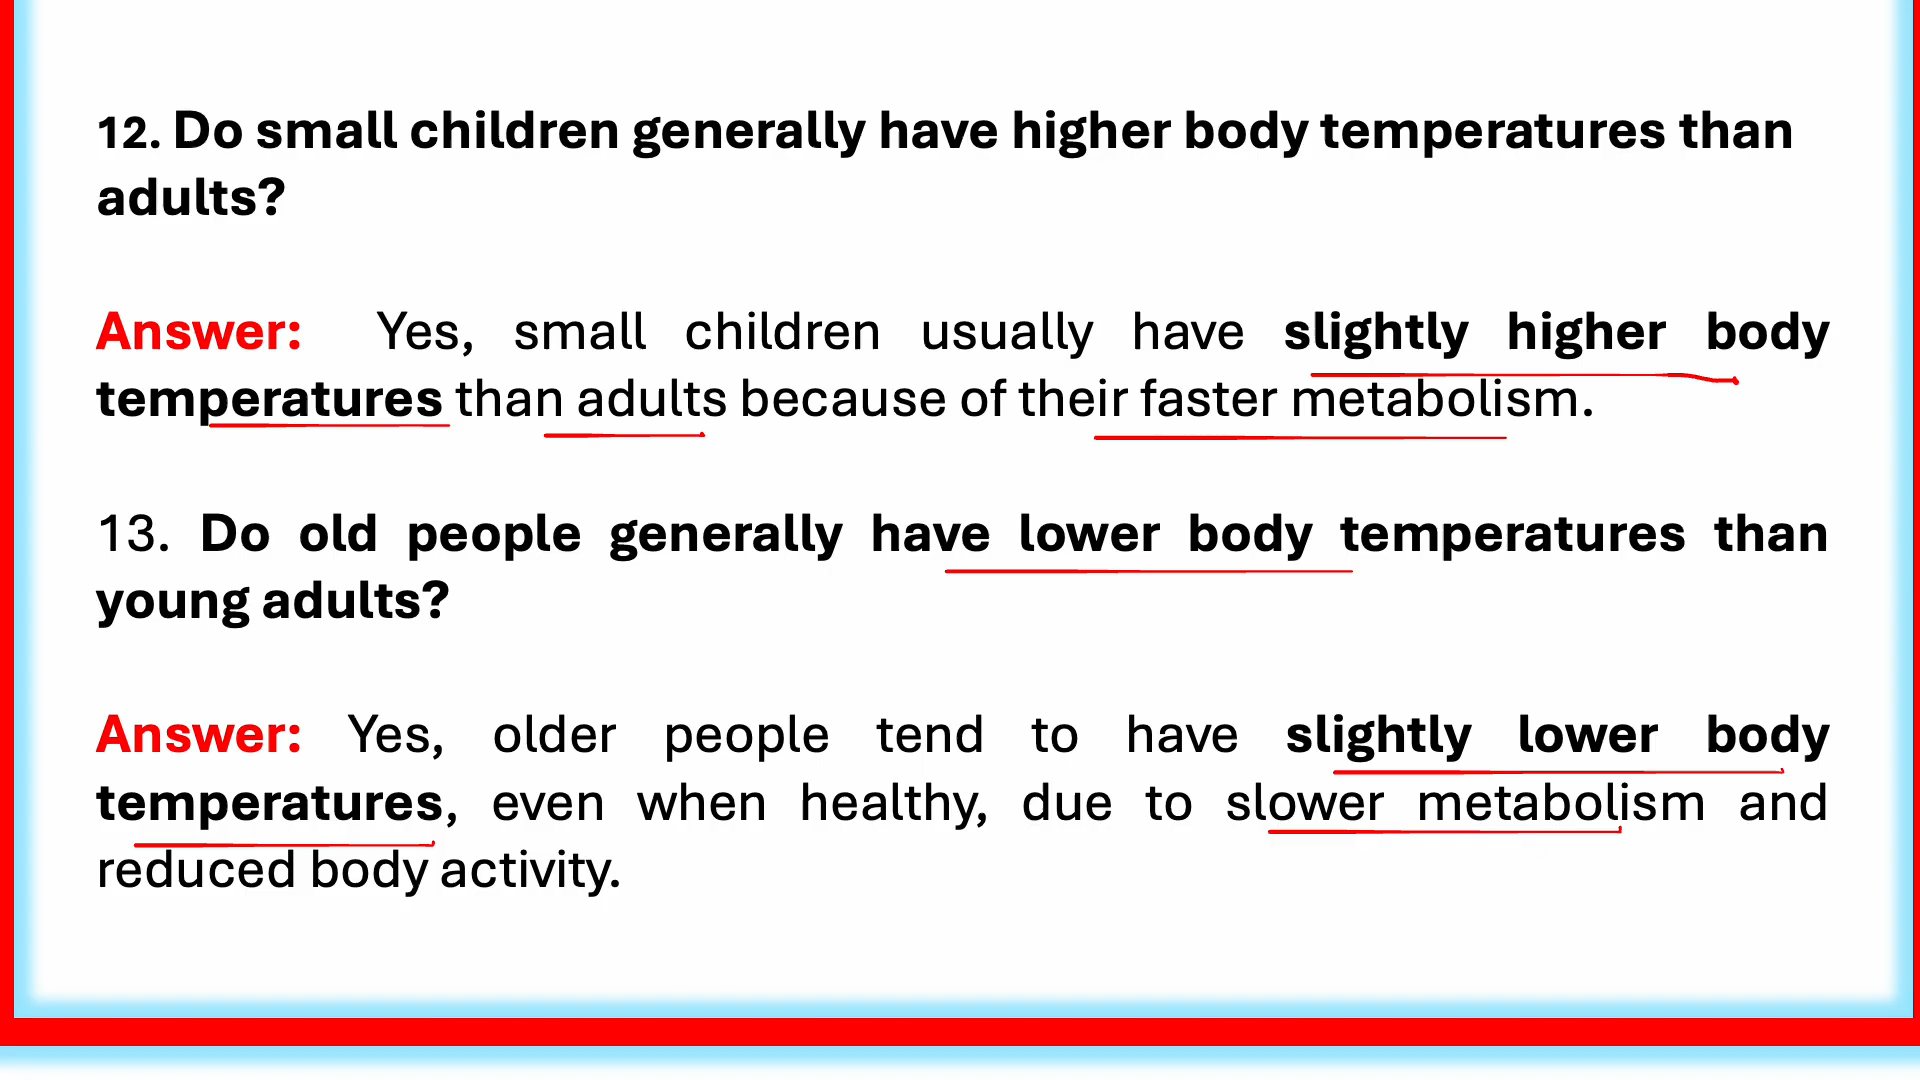 12. Do small children generally have higher body temperatures than
adults?
Answer: Yes, small children usually have slightly higher body
temperatures than adults because of their faster metabolism.
13. Do old people generally have lower body temperatures than
young adults?
Answer: Yes, older people tend to have slightly lower body
temperatures, even when healthy, due to slower metabolism and
reduced body activity.